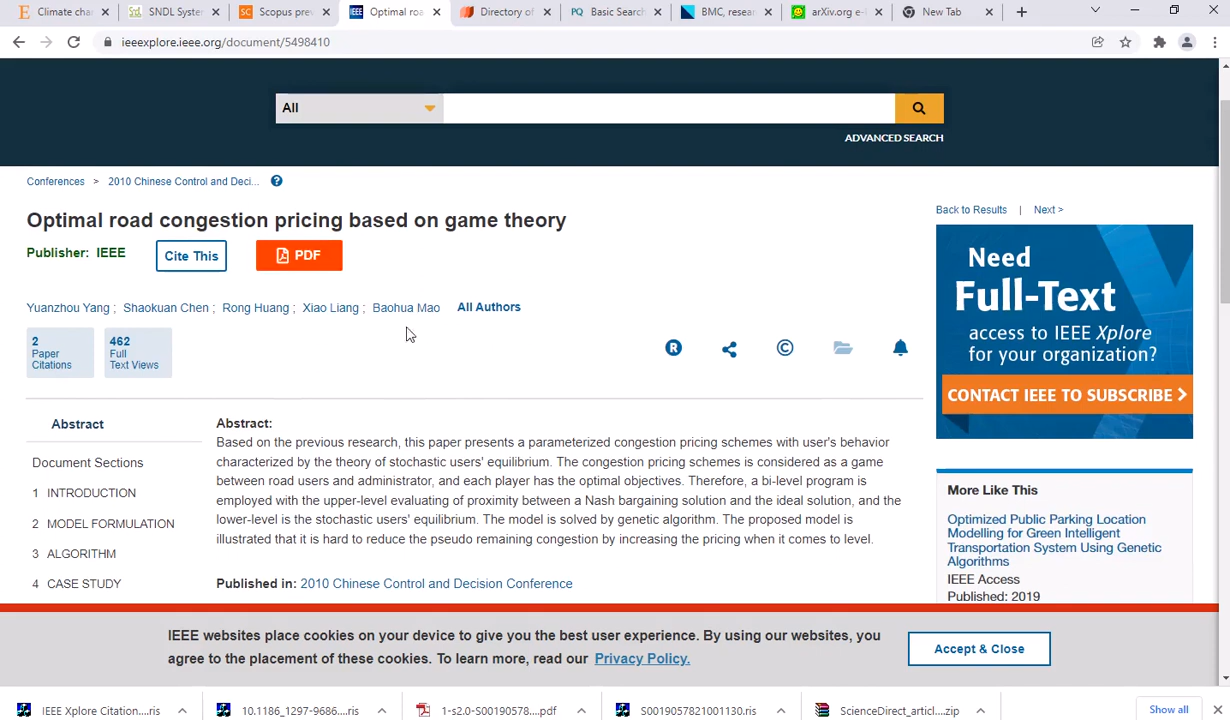 Climate cha
SNDL Syster
Scopus prev
Optimal roa
Directory of
Basic Search
BMC, resea
arXiv.org e-
New Tab
ieeexplore.ieee.org/document/5498410
All
ADVANCED SEARCH
Conferences > 2010 Chinese Control and Deci...
Back to Results | Next >
Optimal road congestion pricing based on game theory
Publisher: IEEE
Cite This
PDF
Yuanzhou Yang ; Shaokuan Chen ; Rong Huang ; Xiao Liang ; Baohua Mao All Authors
2
Paper
Citations
462
Full
Text Views
Need
Full-Text
access to IEEE Xplore
for your organization?
CONTACT IEEE TO SUBSCRIBE >
Abstract
Document Sections
1 INTRODUCTION
2 MODEL FORMULATION
3 ALGORITHM
4 CASE STUDY
Abstract:
Based on the previous research, this paper presents a parameterized congestion pricing schemes with user's behavior
characterized by the theory of stochastic users' equilibrium. The congestion pricing schemes is considered as a game
between road users and administrator, and each player has the optimal objectives. Therefore, a bi-level program is
employed with the upper-level evaluating of proximity between a Nash bargaining solution and the ideal solution, and the
lower-level is the stochastic users' equilibrium. The model is solved by genetic algorithm. The proposed model is
illustrated that it is hard to reduce the pseudo remaining congestion by increasing the pricing when it comes to level.
Published in: 2010 Chinese Control and Decision Conference
More Like This
Optimized Public Parking Location
Modelling for Green Intelligent
Transportation System Using Genetic
Algorithms
IEEE Access
Published: 2019
IEEE websites place cookies on your device to give you the best user experience. By using our websites, you
agree to the placement of these cookies. To learn more, read our Privacy Policy.
Accept & Close
IEEE Xplore Citation....ris
10.1186_1297-9686....ris
1-s2.0-S00190578....pdf
S0019057821001130.ris
ScienceDirect_articl....zip
Show all